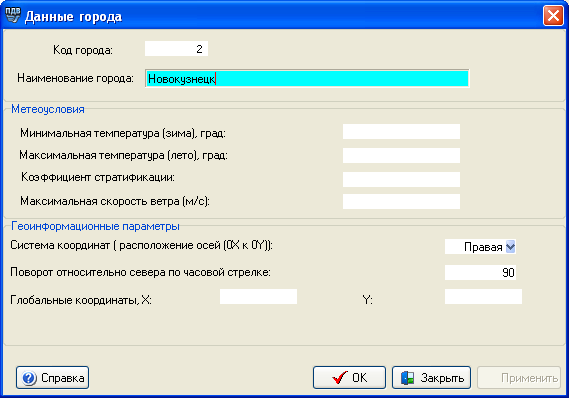 ПДВ Данные города
Код города: 2
Наименование города: Новокузнецк
Метеоусловия
Минимальная температура (зима), град:
Максимальная температура (лето), град:
Коэффициент стратификации:
Максимальная скорость ветра (м/с):
Геоинформационные параметры
Система координат ( расположение осей (0X к 0Y)): Правая
Поворот относительно севера по часовой стрелке: 90
Глобальные координаты, X: Y:
Справка OK Закрыть Применить